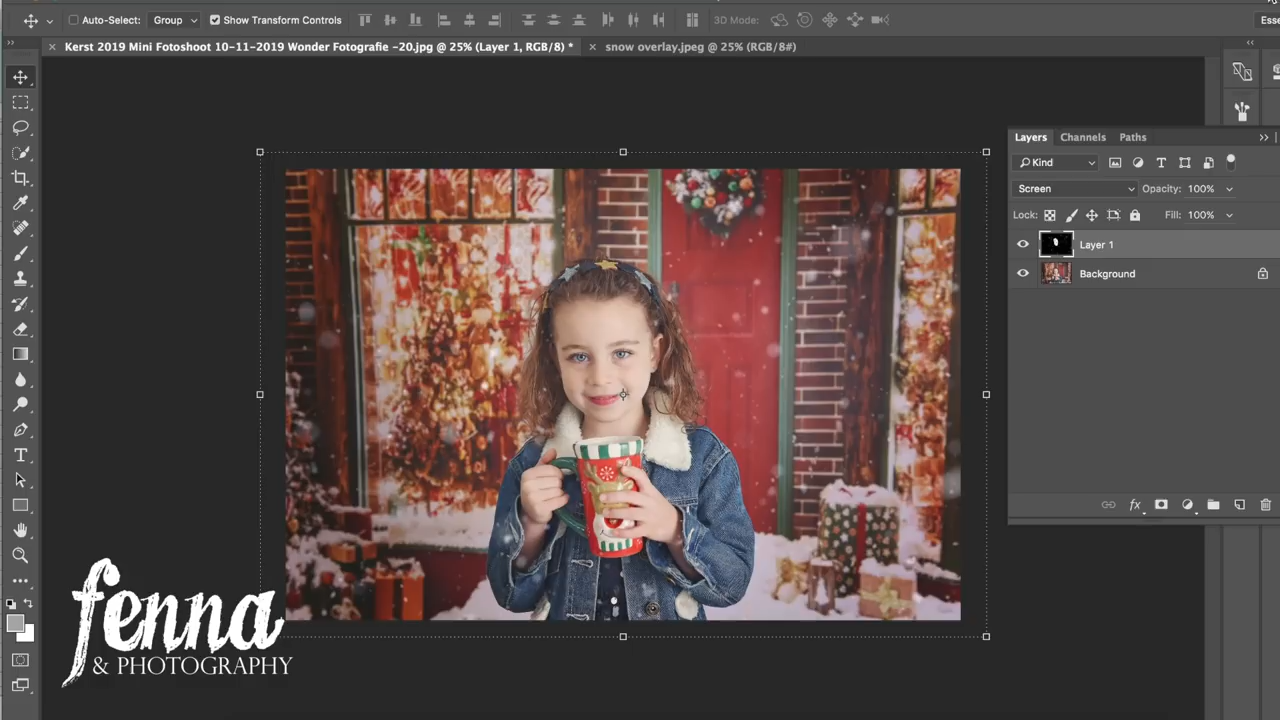 Auto-Select: Group Show Transform Controls 3D Mode: Esse
Kerst 2019 Mini Fotoshoot 10-11-2019 Wonder Fotografie -20.jpg @ 25% (Layer 1, RGB/8) * snow overlay.jpeg @ 25% (RGB/8#)
Layers Channels Paths
Kind
Screen Opacity: 100%
Lock: Fill: 100%
Layer 1
Background
fx
fenna
& PHOTOGRAPHY